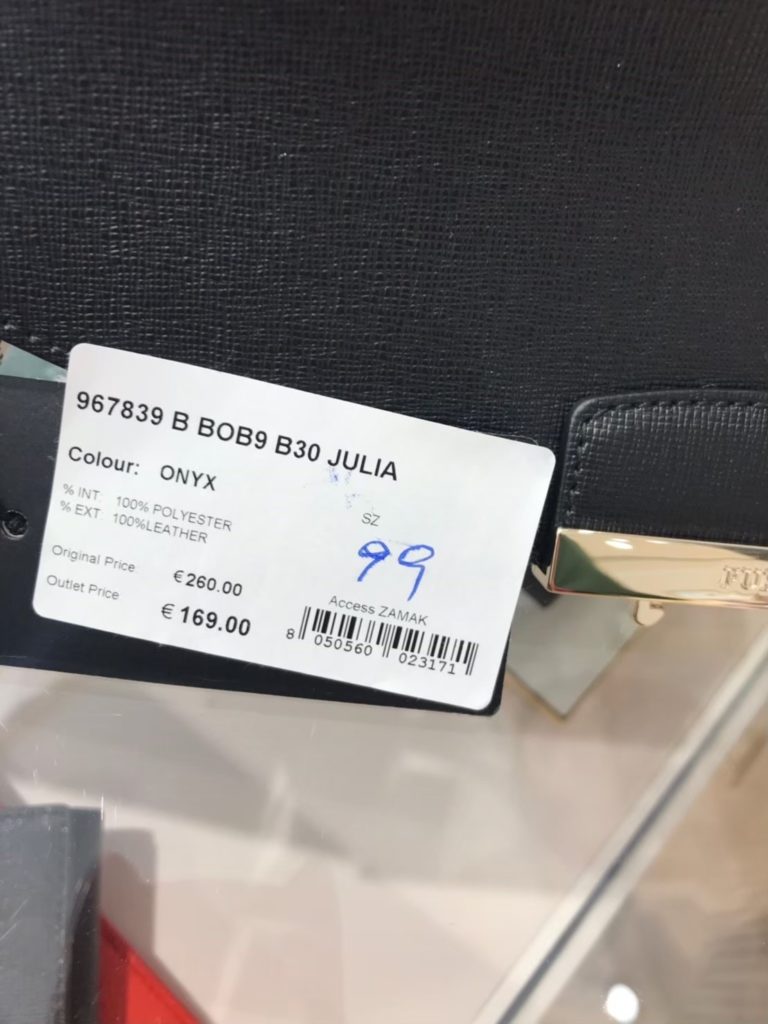 967839 B BOB9 B30 JULIA
Colour: ONYX
% INT 100% POLYESTER
% EXT 100%LEATHER
SZ
99
Original Price €260.00
Outlet Price €169.00
Access ZAMAK
8 050560 023171